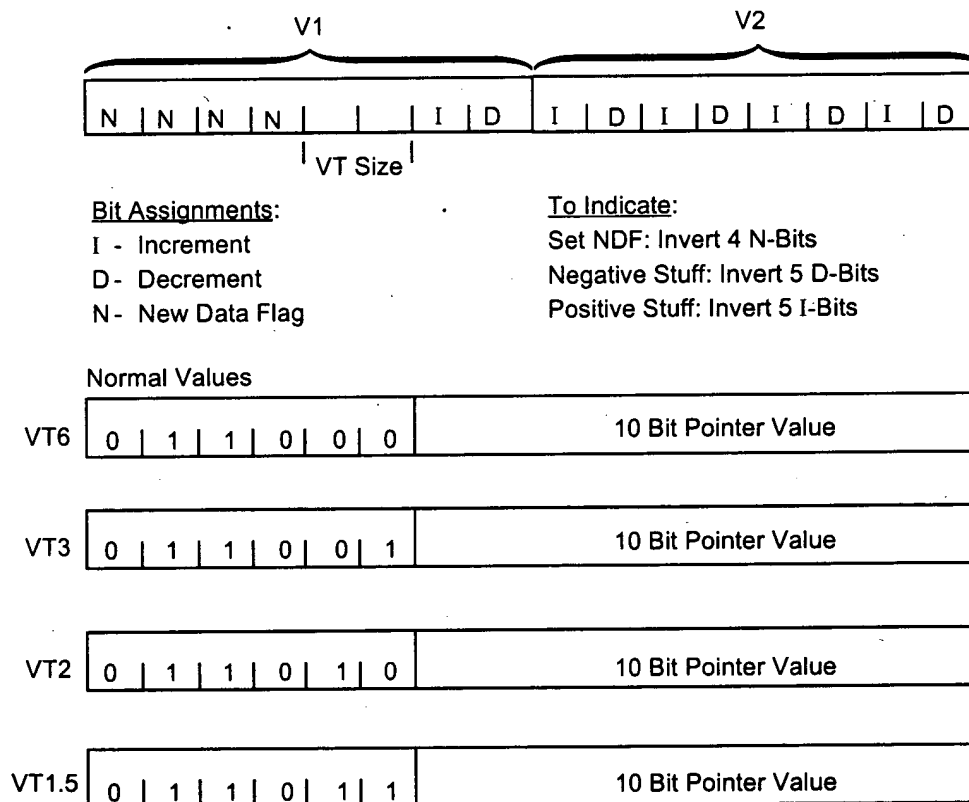 V1 V2
N | N | N | N | | | I | D I | D | I | D | I | D | I | D
VT Size
Bit Assignments: To Indicate:
I - Increment Set NDF: Invert 4 N-Bits
D - Decrement Negative Stuff: Invert 5 D-Bits
N - New Data Flag Positive Stuff: Invert 5 I-Bits
Normal Values
VT6 0 | 1 | 1 | 0 | 0 | 0 10 Bit Pointer Value
VT3 0 | 1 | 1 | 0 | 0 | 1 10 Bit Pointer Value
VT2 0 | 1 | 1 | 0 | 1 | 0 10 Bit Pointer Value
VT1.5 0 | 1 | 1 | 0 | 1 | 1 10 Bit Pointer Value